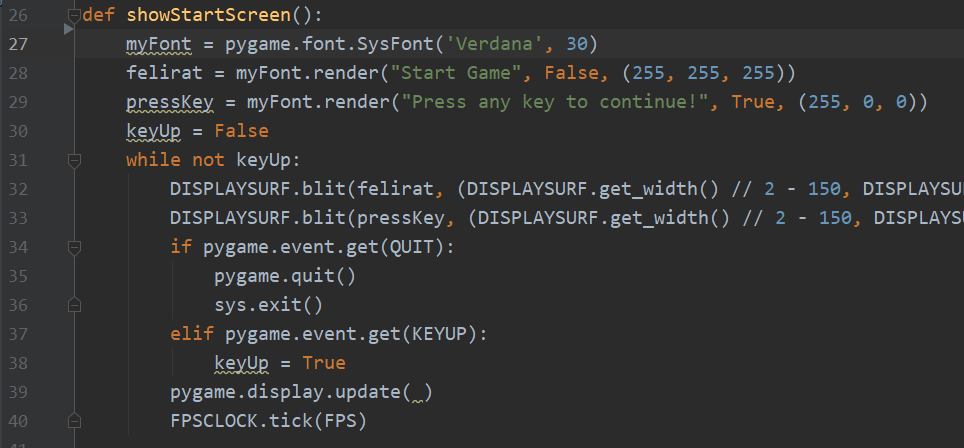 26 def showStartScreen():
27     myFont = pygame.font.SysFont('Verdana', 30)
28     felirat = myFont.render("Start Game", False, (255, 255, 255))
29     pressKey = myFont.render("Press any key to continue!", True, (255, 0, 0))
30     keyUp = False
31     while not keyUp:
32         DISPLAYSURF.blit(felirat, (DISPLAYSURF.get_width() // 2 - 150, DISPLAYSU
33         DISPLAYSURF.blit(pressKey, (DISPLAYSURF.get_width() // 2 - 150, DISPLAYS
34         if pygame.event.get(QUIT):
35             pygame.quit()
36             sys.exit()
37         elif pygame.event.get(KEYUP):
38             keyUp = True
39         pygame.display.update( )
40         FPSCLOCK.tick(FPS)